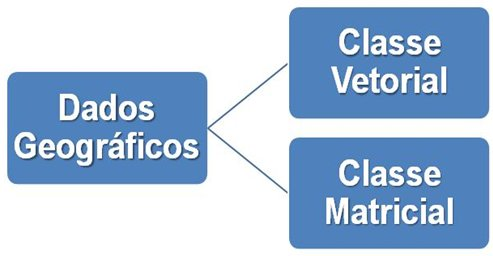 Dados
Geográficos
Classe
Vetorial
Classe
Matricial